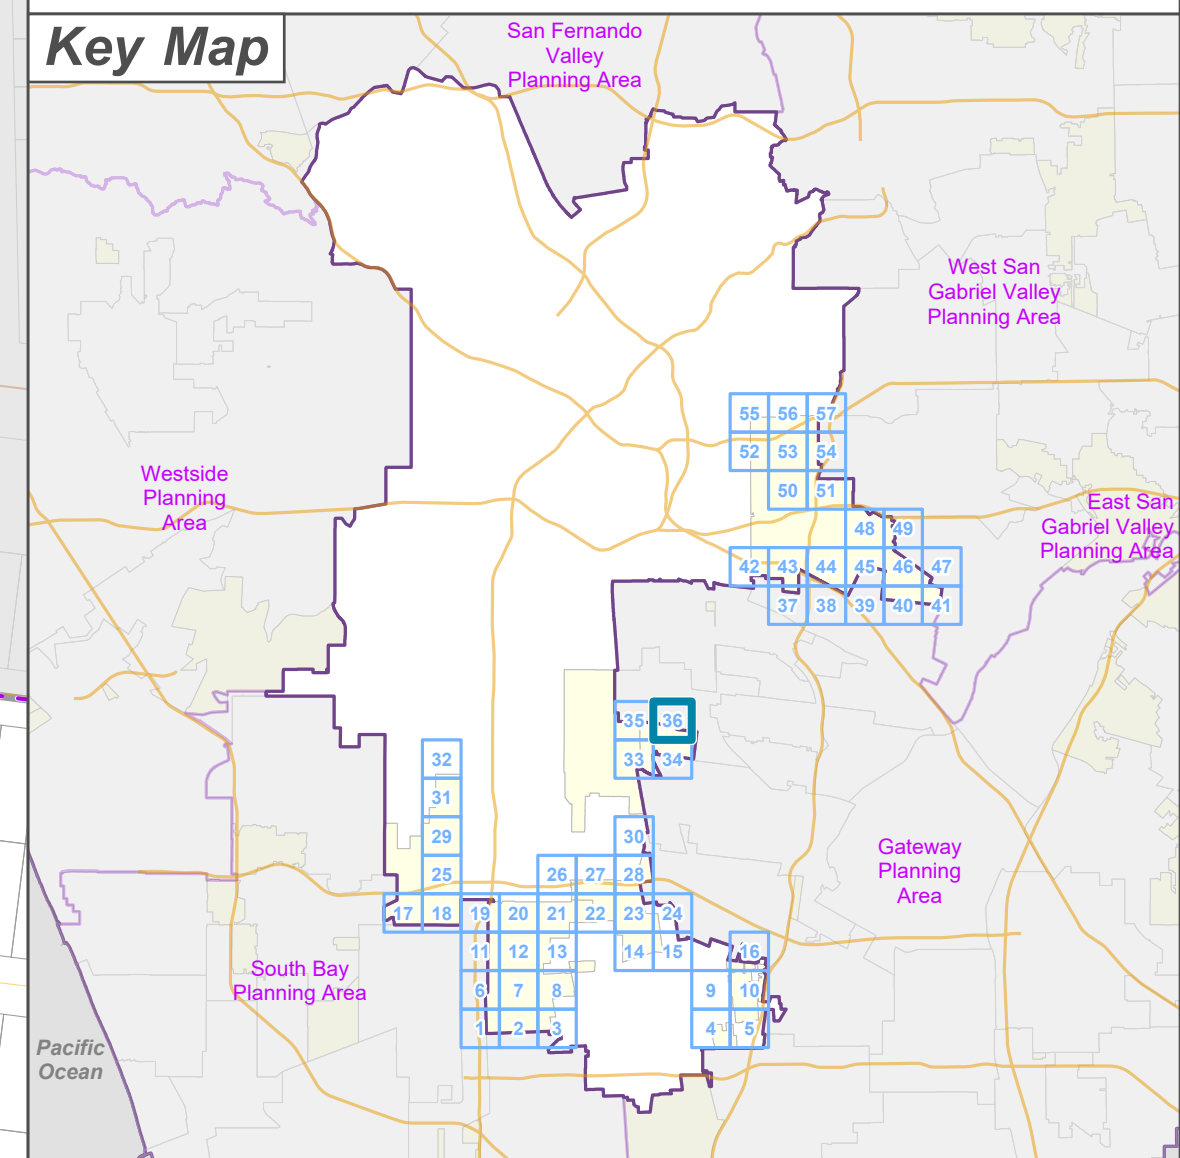 Key Map
San Fernando
Valley
Planning Area
West San
Gabriel Valley
Planning Area
55 56 57
52 53 54
Westside
Planning
Area
50 51
East San
Gabriel Valley
Planning Area
48 49
42 43 44 45 46 47
37 38 39 40 41
35 36
32 33 34
31
29 30
Gateway
Planning
Area
25 26 27 28
17 18 19 20 21 22 23 24
11 12 13 14 15 16
South Bay
Planning Area
6 7 8 9 10
1 2 3 4 5
Pacific
Ocean